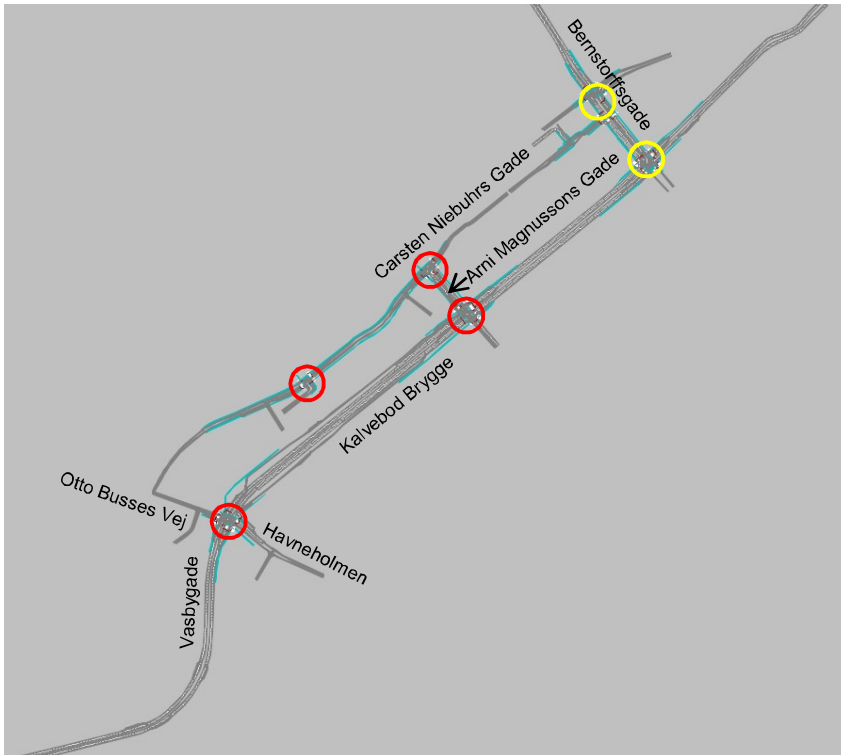 Bernstorffsgade
Carsten Niebuhrs Gade
Arni Magnussons Gade
Kalvebod Brygge
Otto Busses Vej
Havneholmen
Vasbygade